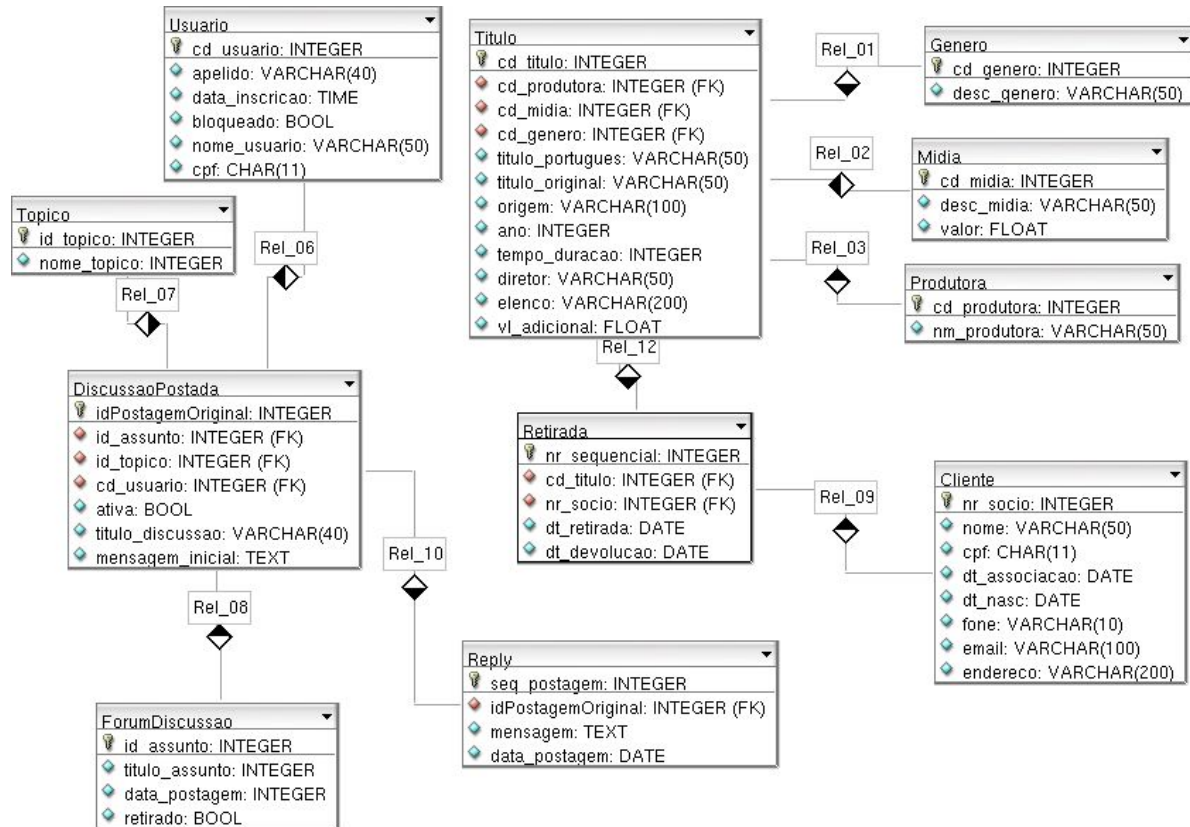 Usuario
cd_usuario: INTEGER
apelido: VARCHAR(40)
data_inscricao: TIME
bloqueado: BOOL
nome_usuario: VARCHAR(50)
cpf: CHAR(11)
Titulo
cd_titulo: INTEGER
cd_produtora: INTEGER (FK)
cd_midia: INTEGER (FK)
cd_genero: INTEGER (FK)
titulo_portugues: VARCHAR(50)
titulo_original: VARCHAR(50)
origem: VARCHAR(100)
ano: INTEGER
tempo_duracao: INTEGER
diretor: VARCHAR(50)
elenco: VARCHAR(200)
vl_adicional: FLOAT
Rel_01
Genero
cd_genero: INTEGER
desc_genero: VARCHAR(50)
Rel_02
Midia
cd_midia: INTEGER
desc_midia: VARCHAR(50)
valor: FLOAT
Rel_03
Produtora
cd_produtora: INTEGER
nm_produtora: VARCHAR(50)
Topico
id_topico: INTEGER
nome_topico: INTEGER
Rel_06
Rel_07
Rel_12
DiscussaoPostada
idPostagemOriginal: INTEGER
id_assunto: INTEGER (FK)
id_topico: INTEGER (FK)
cd_usuario: INTEGER (FK)
ativa: BOOL
titulo_discussao: VARCHAR(40)
mensagem_inicial: TEXT
Retirada
nr_sequencial: INTEGER
cd_titulo: INTEGER (FK)
nr_socio: INTEGER (FK)
dt_retirada: DATE
dt_devolucao: DATE
Rel_09
Cliente
nr_socio: INTEGER
nome: VARCHAR(50)
cpf: CHAR(11)
dt_associacao: DATE
dt_nasc: DATE
fone: VARCHAR(10)
email: VARCHAR(100)
endereco: VARCHAR(200)
Rel_10
Rel_08
Reply
seq_postagem: INTEGER
idPostagemOriginal: INTEGER (FK)
mensagem: TEXT
data_postagem: DATE
ForumDiscussao
id_assunto: INTEGER
titulo_assunto: INTEGER
data_postagem: INTEGER
retirado: BOOL